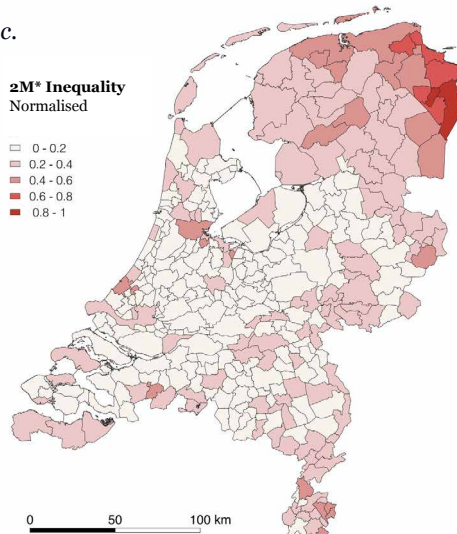 c.
2M* Inequality
Normalised
0 - 0.2
0.2 - 0.4
0.4 - 0.6
0.6 - 0.8
0.8 - 1
0 50 100 km